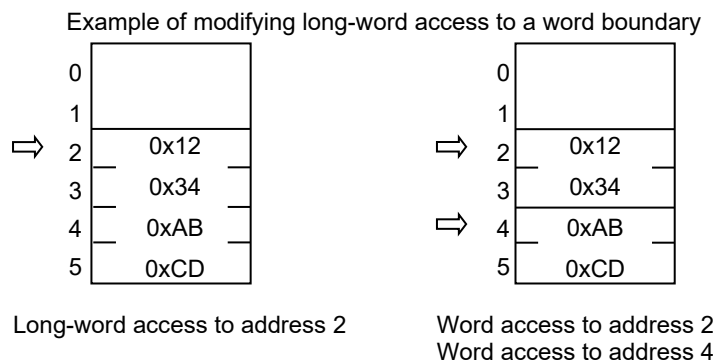 Example of modifying long-word access to a word boundary
0
1
2 0x12
3 0x34
4 0xAB
5 0xCD
Long-word access to address 2
0
1
2 0x12
3 0x34
4 0xAB
5 0xCD
Word access to address 2
Word access to address 4